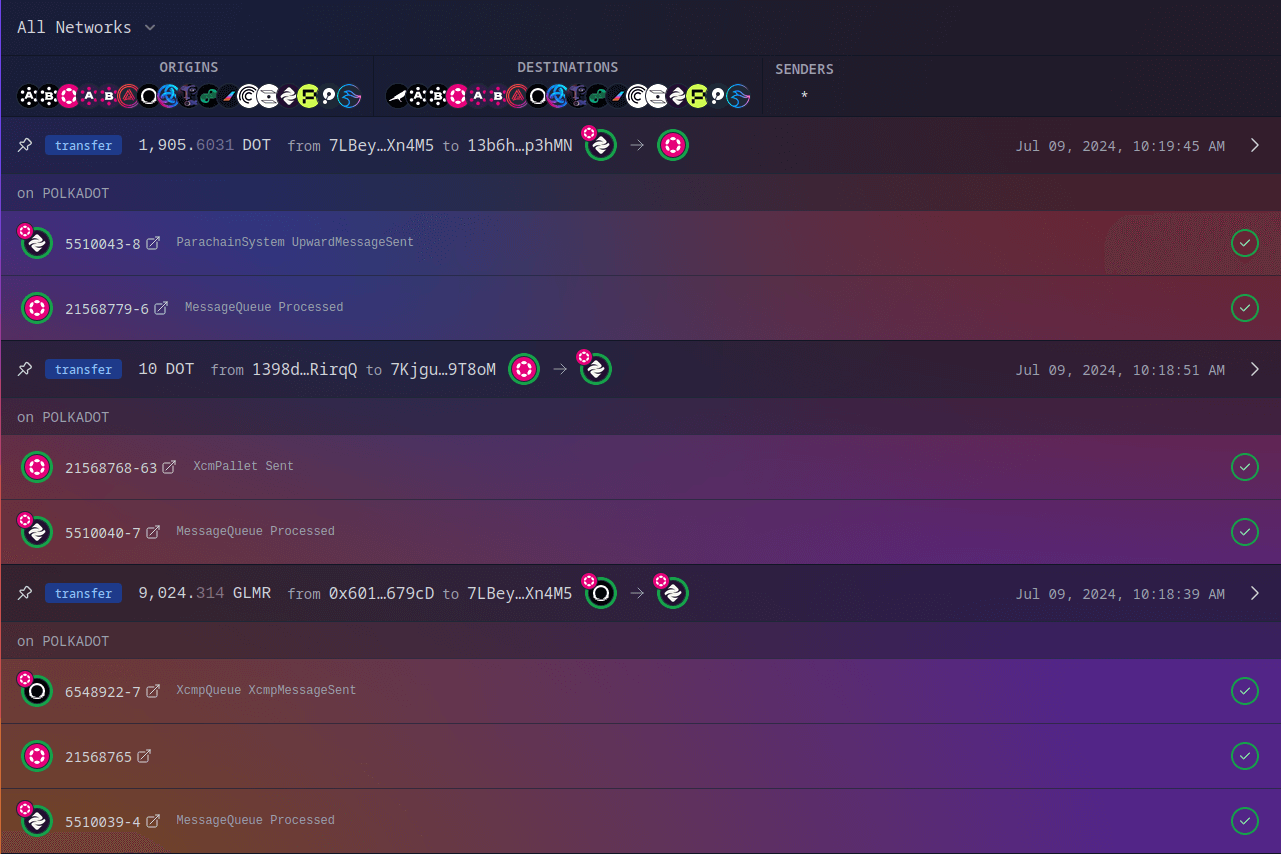 All Networks
ORIGINS DESTINATIONS SENDERS
A B A B A B A B *
transfer 1,905.6031 DOT from 7LBey…Xn4M5 to 13b6h…p3hMN → Jul 09, 2024, 10:19:45 AM
on POLKADOT
5510043-8 ParachainSystem UpwardMessageSent
21568779-6 MessageQueue Processed
transfer 10 DOT from 1398d…RirqQ to 7Kjgu…9T8oM → Jul 09, 2024, 10:18:51 AM
on POLKADOT
21568768-63 XcmPallet Sent
5510040-7 MessageQueue Processed
transfer 9,024.314 GLMR from 0x601…679cD to 7LBey…Xn4M5 → Jul 09, 2024, 10:18:39 AM
on POLKADOT
6548922-7 XcmpQueue XcmpMessageSent
21568765
5510039-4 MessageQueue Processed